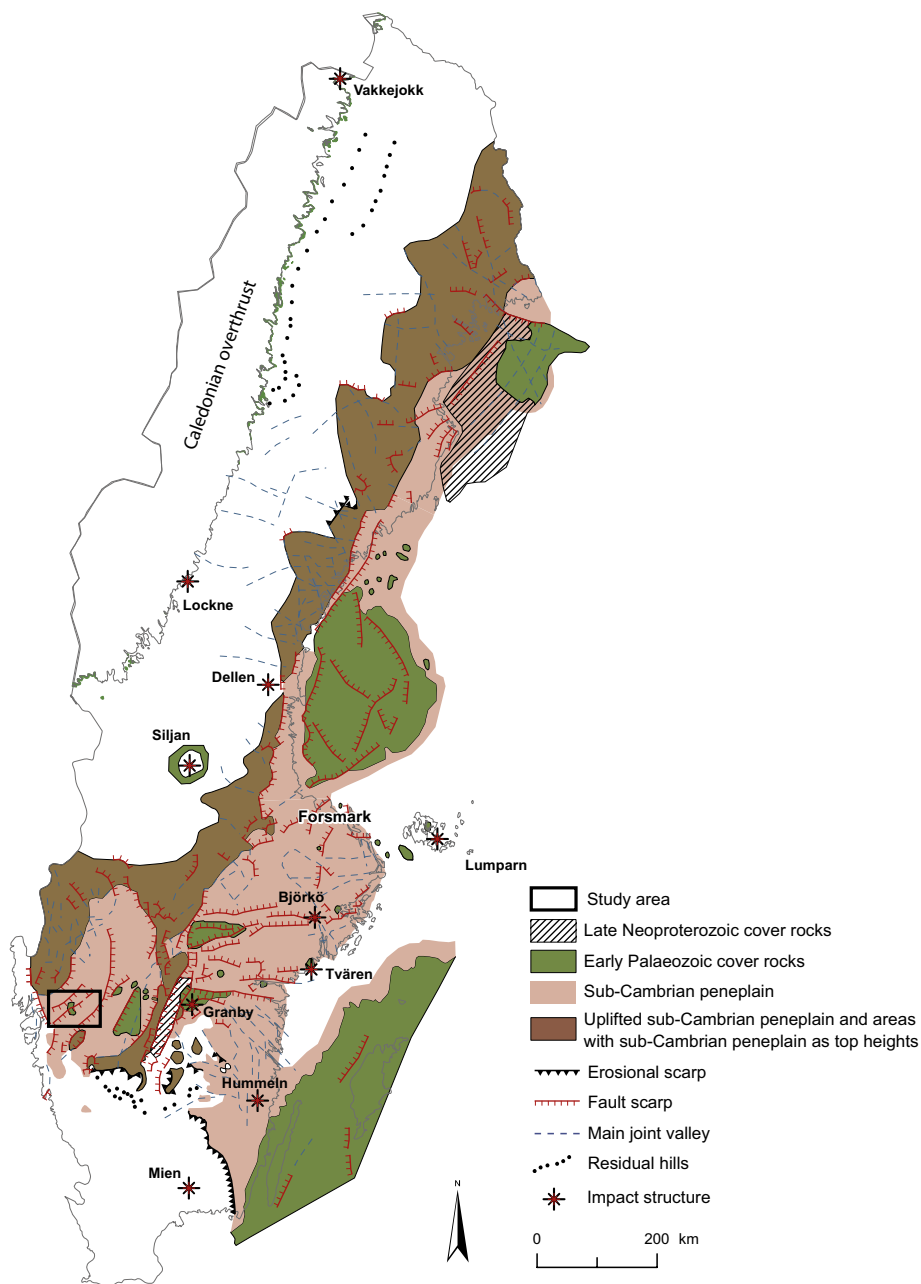 Vakkejokk
Caledonian overthrust
Lockne
Dellen
Siljan
Forsmark
Lumparn
Björkö
Tvären
Granby
Hummeln
Mien
Study area
Late Neoproterozoic cover rocks
Early Palaeozoic cover rocks
Sub-Cambrian peneplain
Uplifted sub-Cambrian peneplain and areas
with sub-Cambrian peneplain as top heights
Erosional scarp
Fault scarp
Main joint valley
Residual hills
Impact structure
N
0 200 km